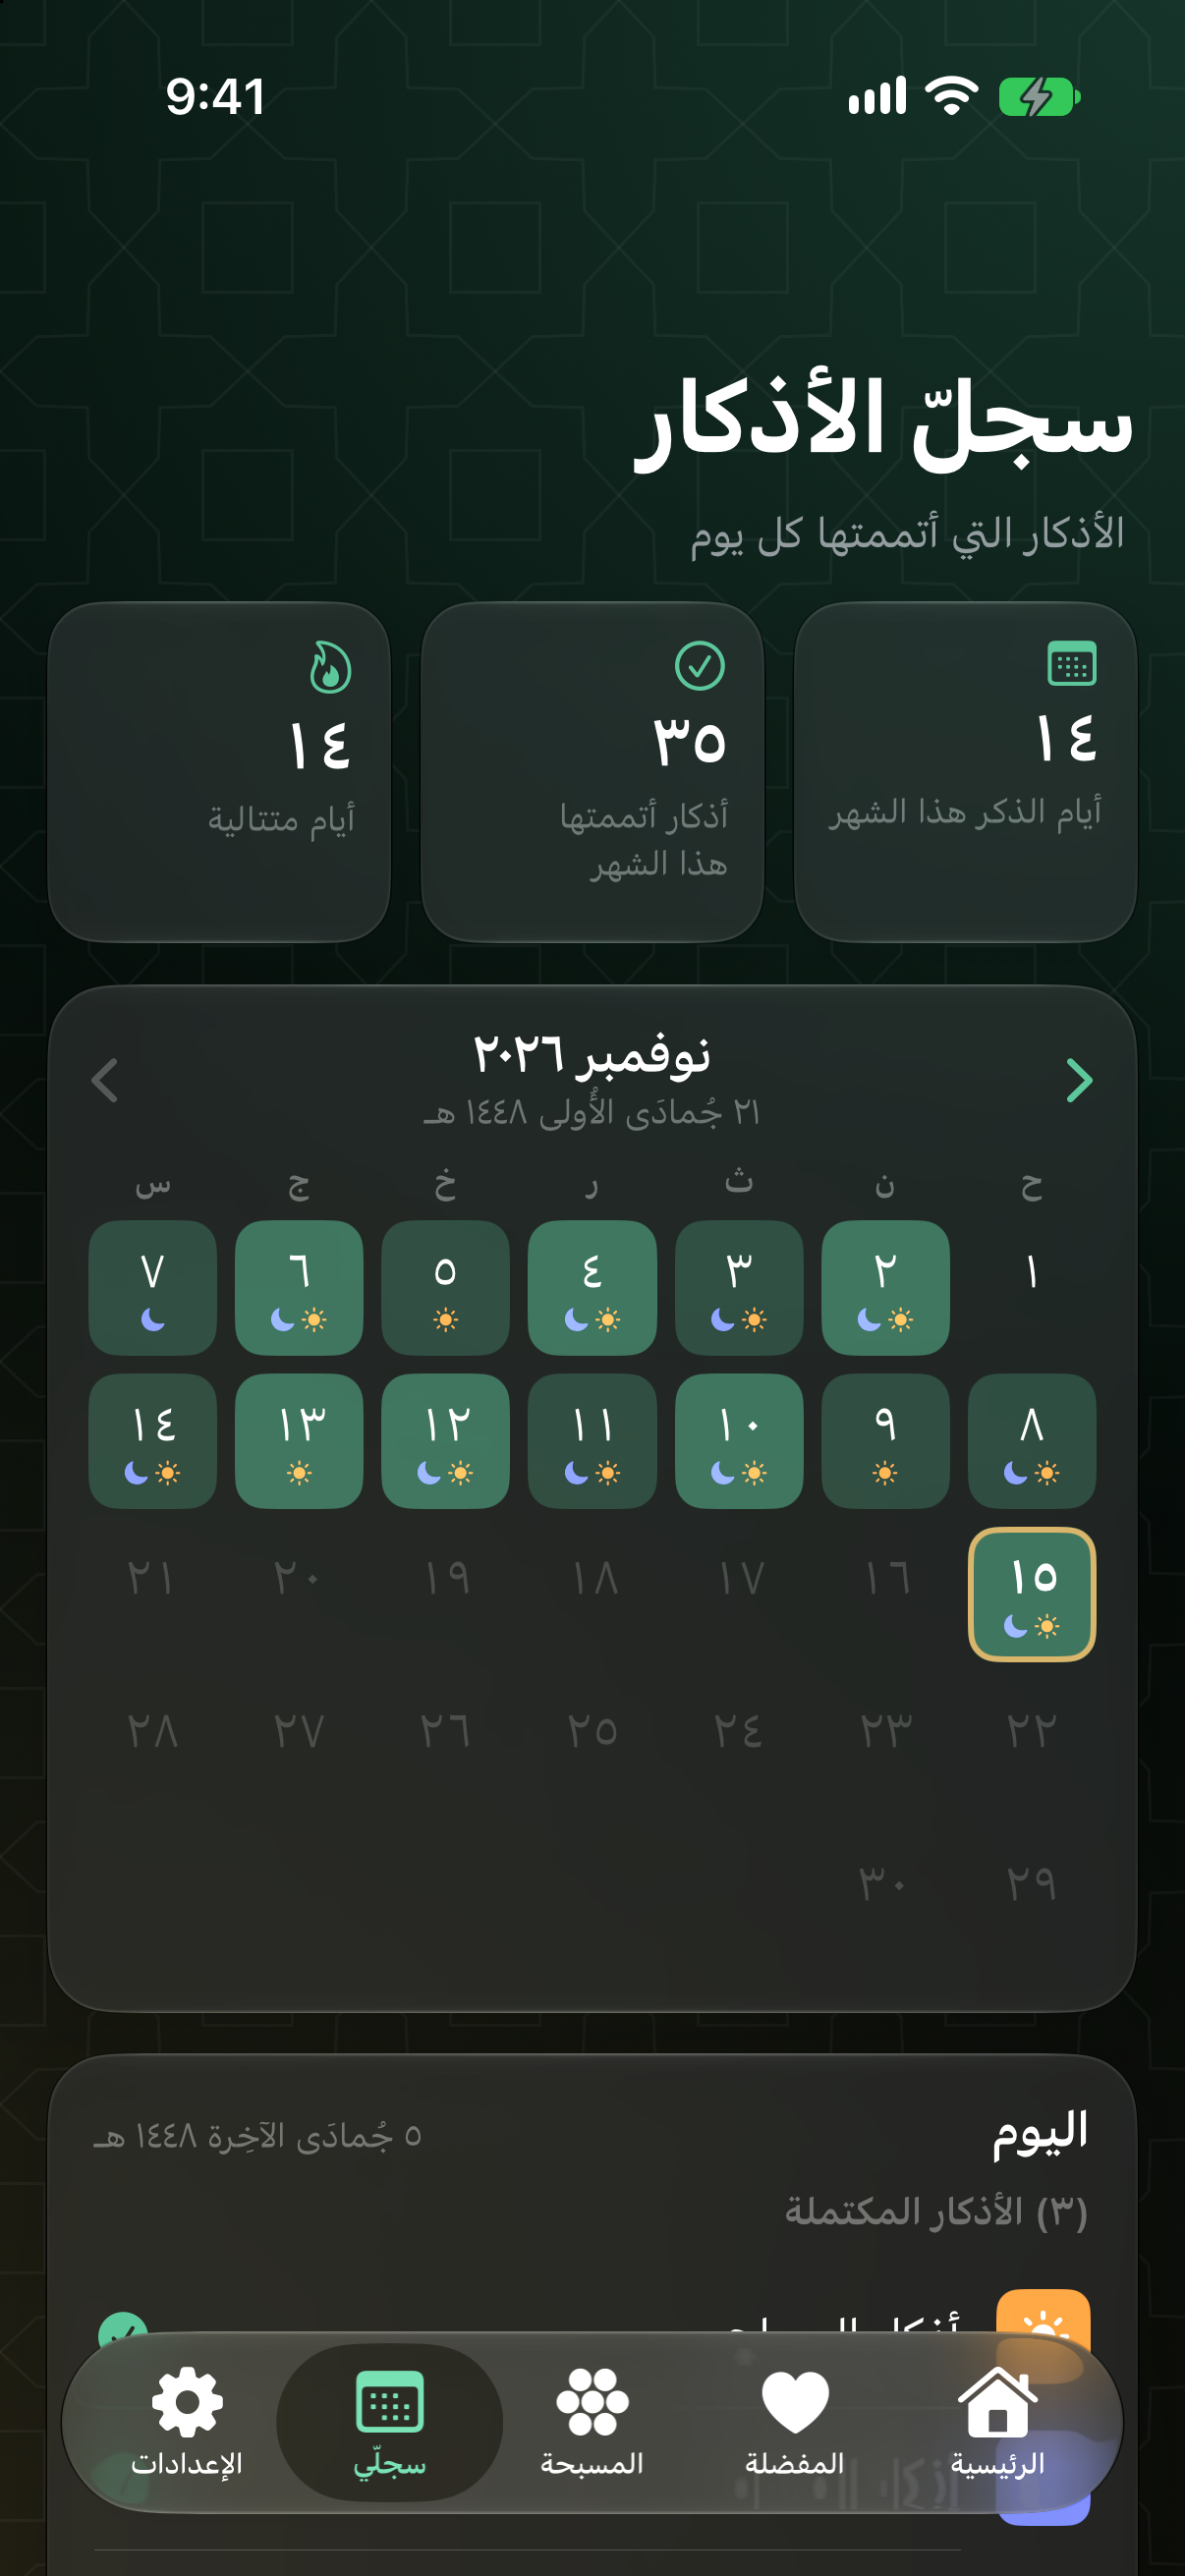 9:41
سجلّ الأذكار
الأذكار التي أتممتها كل يوم
١٤
أيام الذكر هذا الشهر
٣٥
أذكار أتممتها
هذا الشهر
١٤
أيام متتالية
نوفمبر ٢٠٢٦
٢١ جُمادَى الأُولى ١٤٤٨ هـ
ح ن ث ر خ ج س
١ ٢ ٣ ٤ ٥ ٦ ٧
٨ ٩ ١٠ ١١ ١٢ ١٣ ١٤
١٥ ١٦ ١٧ ١٨ ١٩ ٢٠ ٢١
٢٢ ٢٣ ٢٤ ٢٥ ٢٦ ٢٧ ٢٨
٢٩ ٣٠
اليوم
٥ جُمادَى الآخِرة ١٤٤٨ هـ
(٣) الأذكار المكتملة
الرئيسية المفضلة المسبحة سجلّي الإعدادات